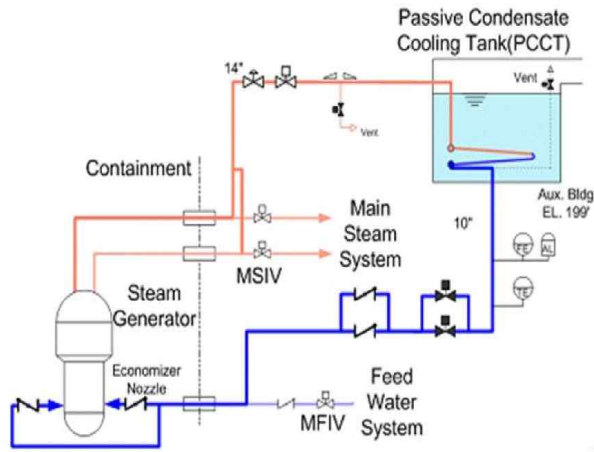 Passive Condensate
Cooling Tank(PCCT)
14"
Vent
Vent
Containment
Aux. Bldg
EL. 199'
10"
Main
Steam
System
MSIV
FE
AL
Steam
Generator
TE
Economizer
Nozzle
Feed
Water
System
MFIV